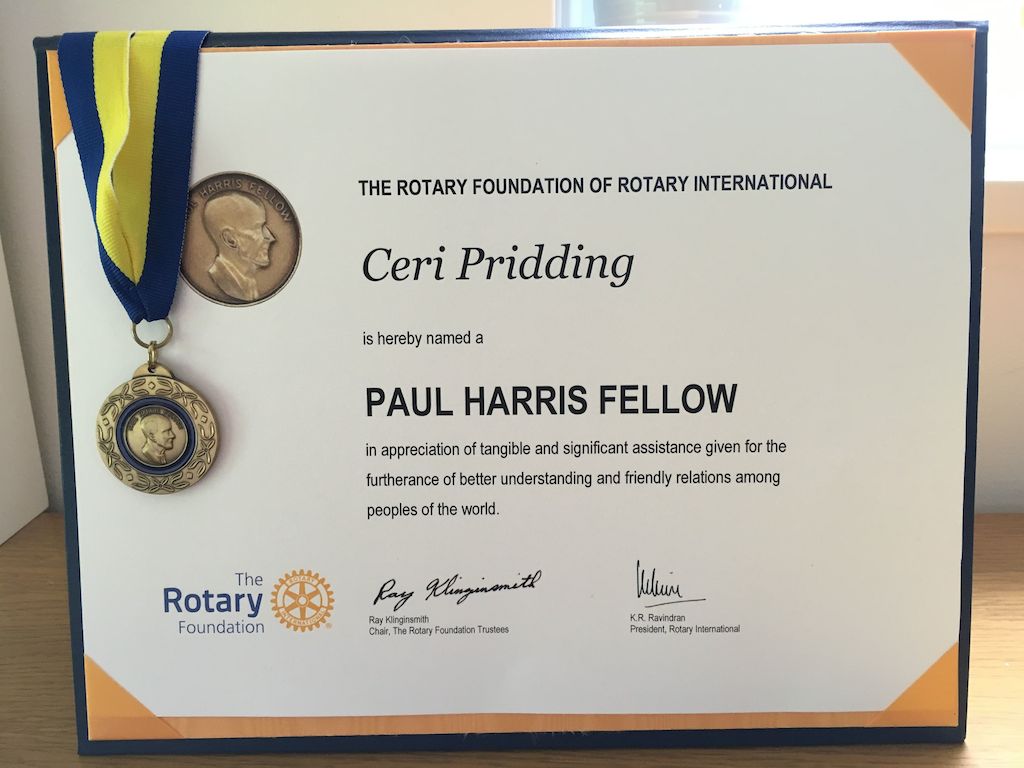 THE ROTARY FOUNDATION OF ROTARY INTERNATIONAL
HARRIS FELLOW
Ceri Pridding
is hereby named a
PAUL HARRIS FELLOW
in appreciation of tangible and significant assistance given for the
furtherance of better understanding and friendly relations among
peoples of the world.
The
Rotary
Foundation
ROTARY
INTERNATIONAL
Ray Klinginsmith
Ray Klinginsmith
Chair, The Rotary Foundation Trustees
K.R. Ravindran
President, Rotary International